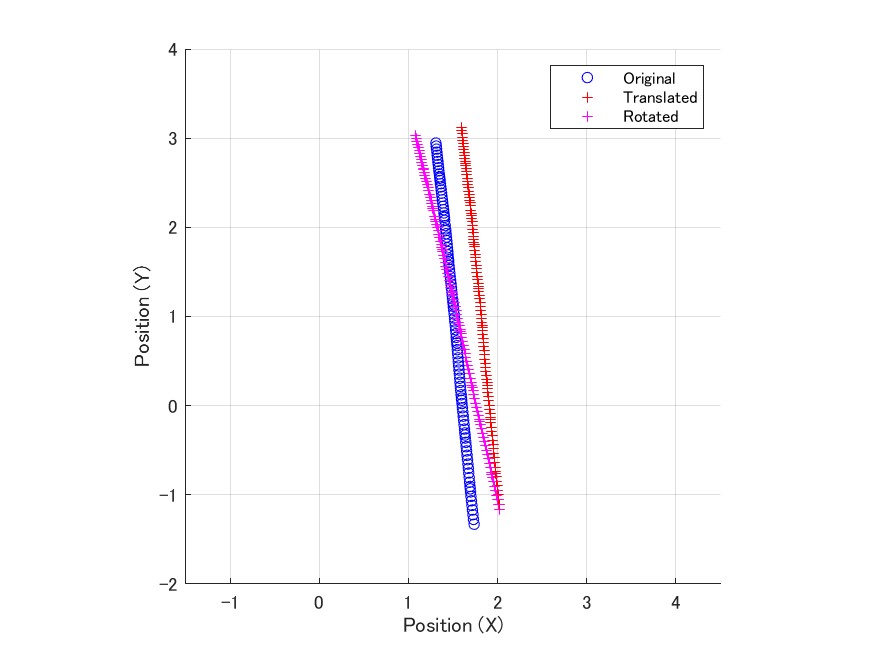 4
3
2
1
0
-1
-2
-1
0
1
2
3
4
Position (X)
Position (Y)
Original
Translated
Rotated